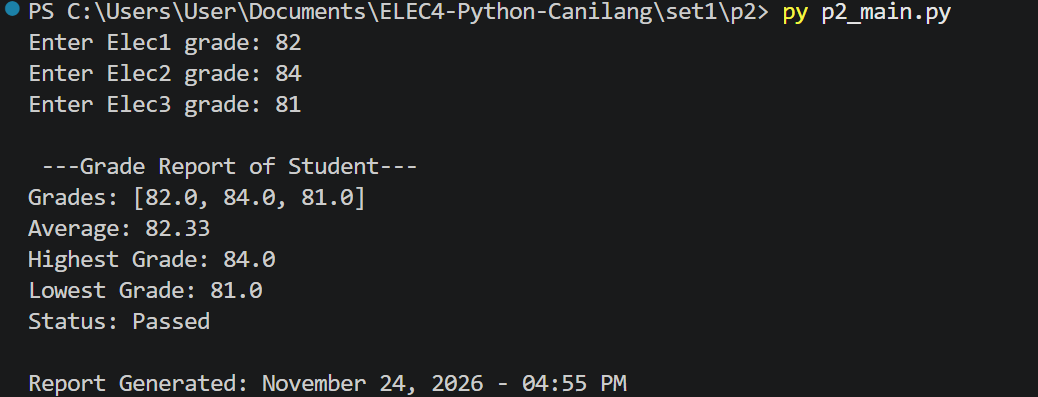 PS C:\Users\User\Documents\ELEC4-Python-Canilang\set1\p2> py p2_main.py
Enter Elec1 grade: 82
Enter Elec2 grade: 84
Enter Elec3 grade: 81
---Grade Report of Student---
Grades: [82.0, 84.0, 81.0]
Average: 82.33
Highest Grade: 84.0
Lowest Grade: 81.0
Status: Passed
Report Generated: November 24, 2026 - 04:55 PM